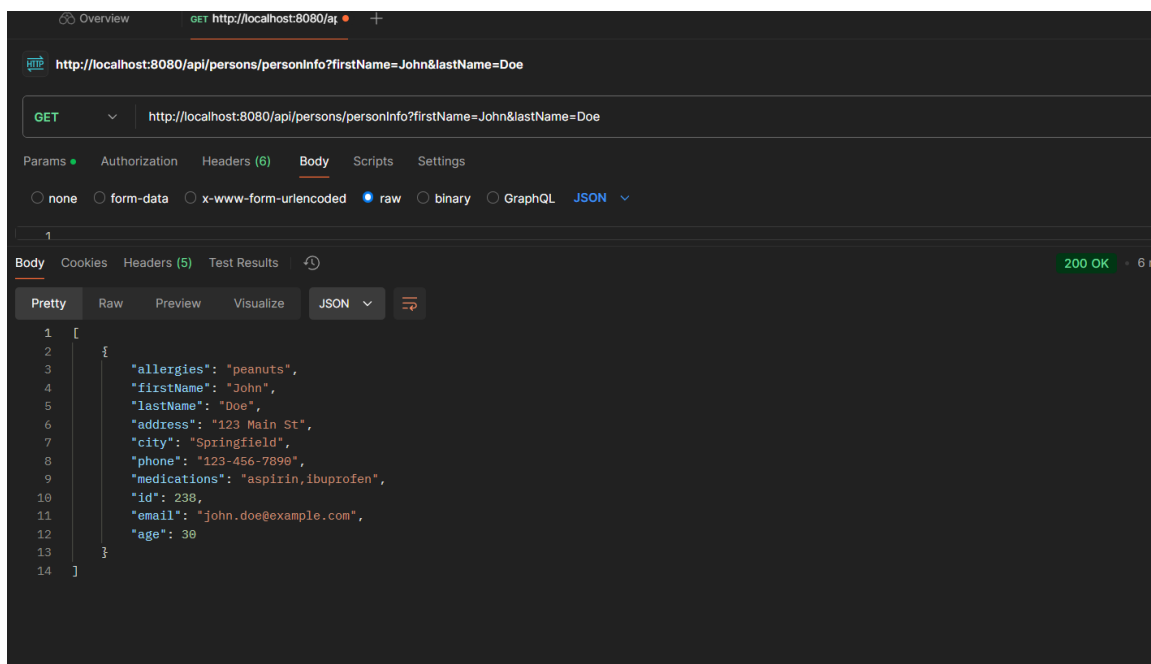 Overview GET http://localhost:8080/ap
HTTP http://localhost:8080/api/persons/personInfo?firstName=John&lastName=Doe
GET http://localhost:8080/api/persons/personInfo?firstName=John&lastName=Doe
Params Authorization Headers (6) Body Scripts Settings
none form-data x-www-form-urlencoded raw binary GraphQL JSON
1
Body Cookies Headers (5) Test Results 200 OK 6
Pretty Raw Preview Visualize JSON
1 [
2 {
3 "allergies": "peanuts",
4 "firstName": "John",
5 "lastName": "Doe",
6 "address": "123 Main St",
7 "city": "Springfield",
8 "phone": "123-456-7890",
9 "medications": "aspirin,ibuprofen",
10 "id": 238,
11 "email": "john.doe@example.com",
12 "age": 30
13 }
14 ]